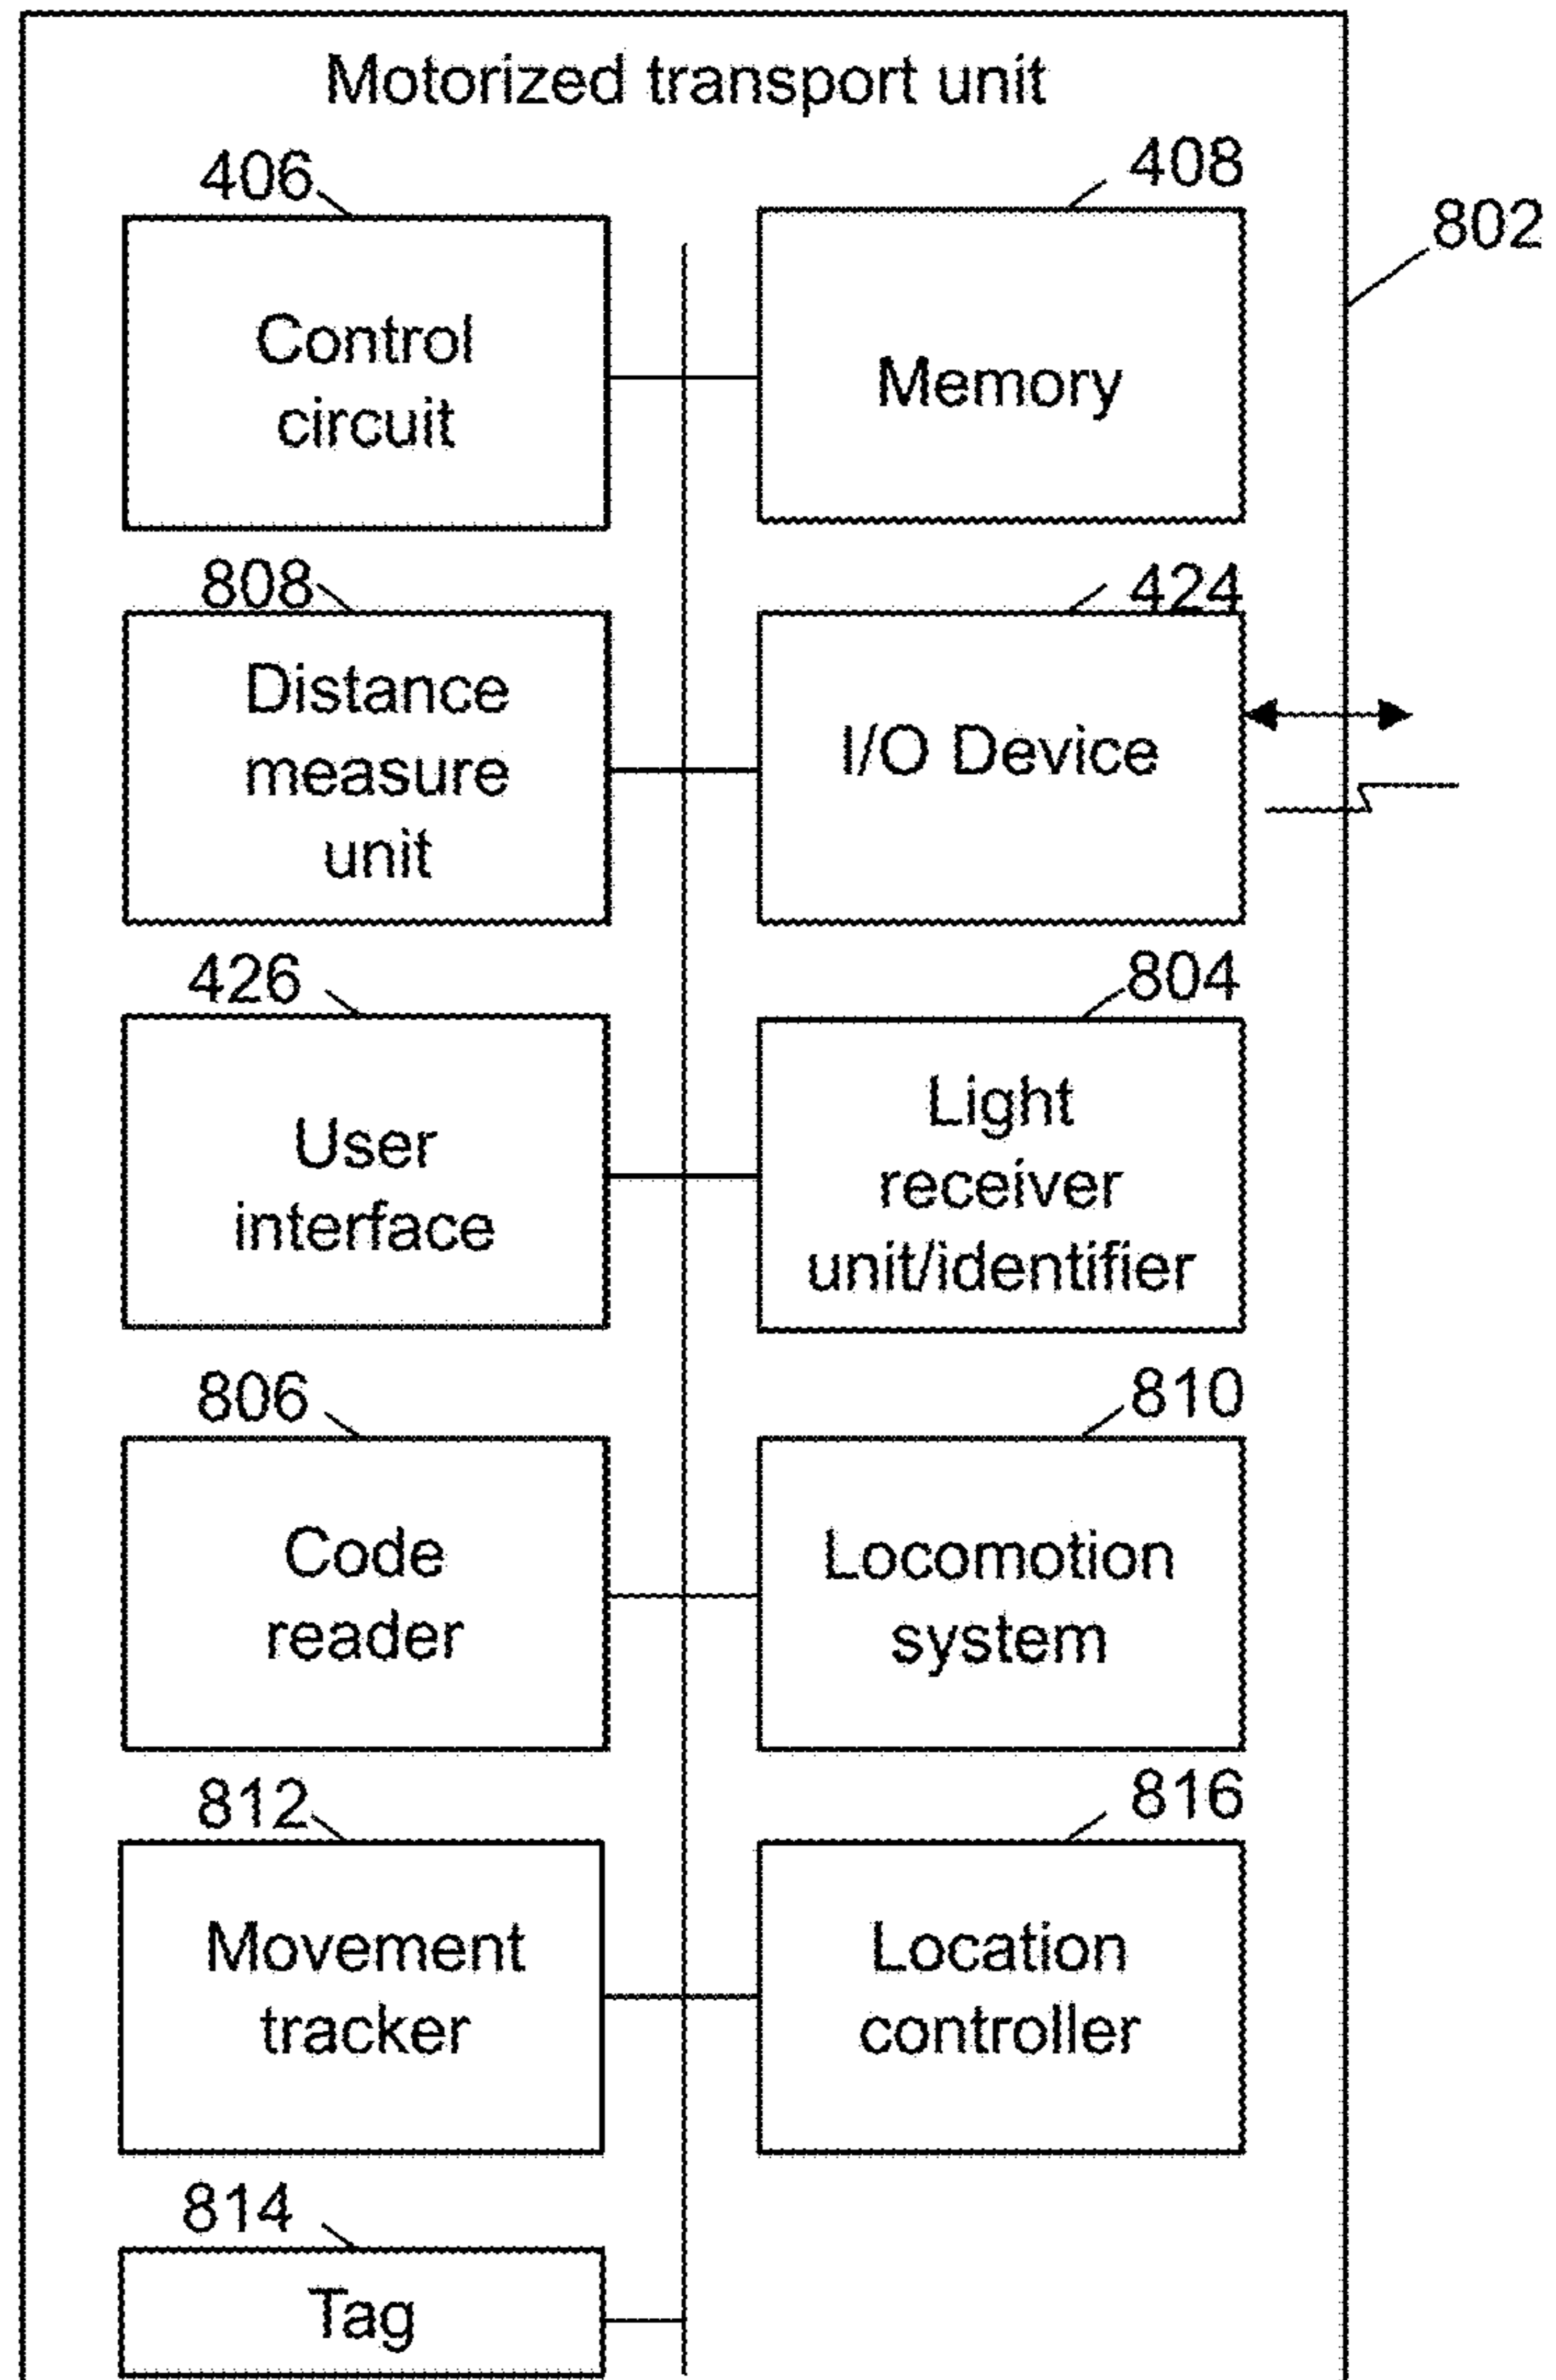 Motorized transport unit
406
408
802
Control
circuit
Memory
808
424
Distance
measure
unit
I/O Device
426
804
User
interface
Light
receiver
unit/identifier
806
810
Code
reader
Locomotion
system
812
816
Movement
tracker
Location
controller
814
Tag